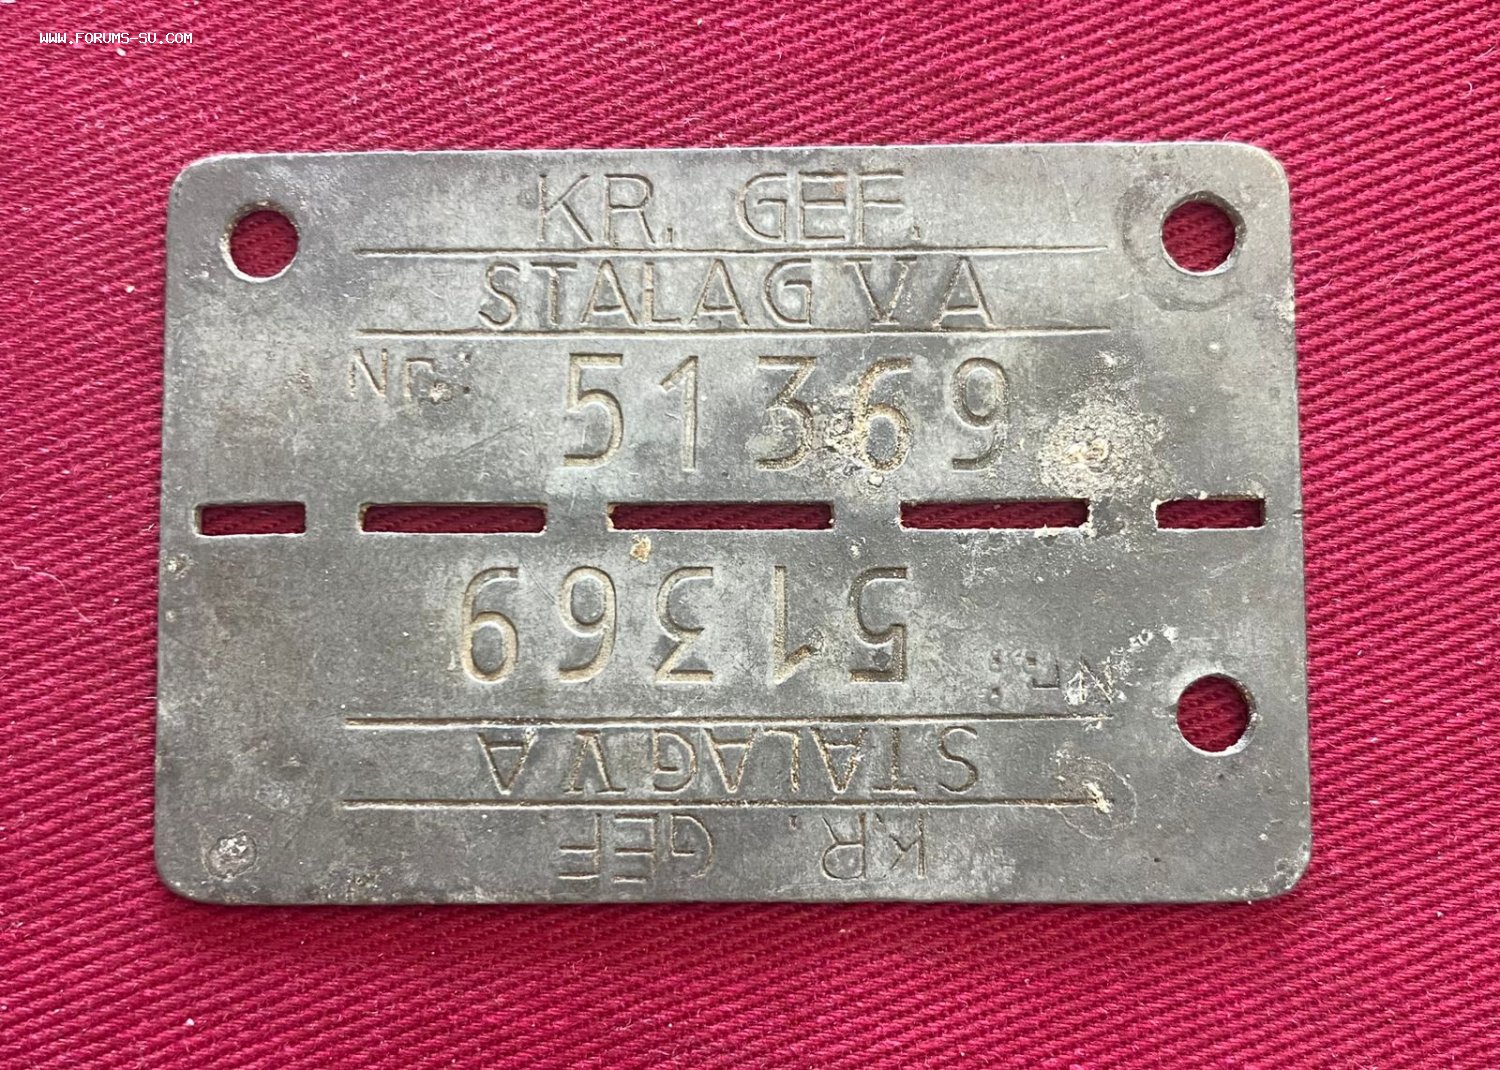 WWW.FORUMS-SU.COM
KR. GEF.
STALAG V A
Nr.: 51369
Nr.: 51369
STALAG V A
KR. GEF.